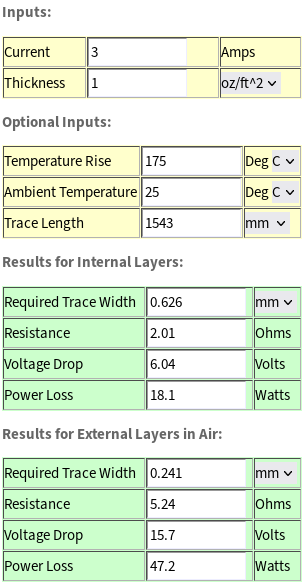 Inputs:
Current 3 Amps
Thickness 1 oz/ft^2
Optional Inputs:
Temperature Rise 175 Deg C
Ambient Temperature 25 Deg C
Trace Length 1543 mm
Results for Internal Layers:
Required Trace Width 0.626 mm
Resistance 2.01 Ohms
Voltage Drop 6.04 Volts
Power Loss 18.1 Watts
Results for External Layers in Air:
Required Trace Width 0.241 mm
Resistance 5.24 Ohms
Voltage Drop 15.7 Volts
Power Loss 47.2 Watts